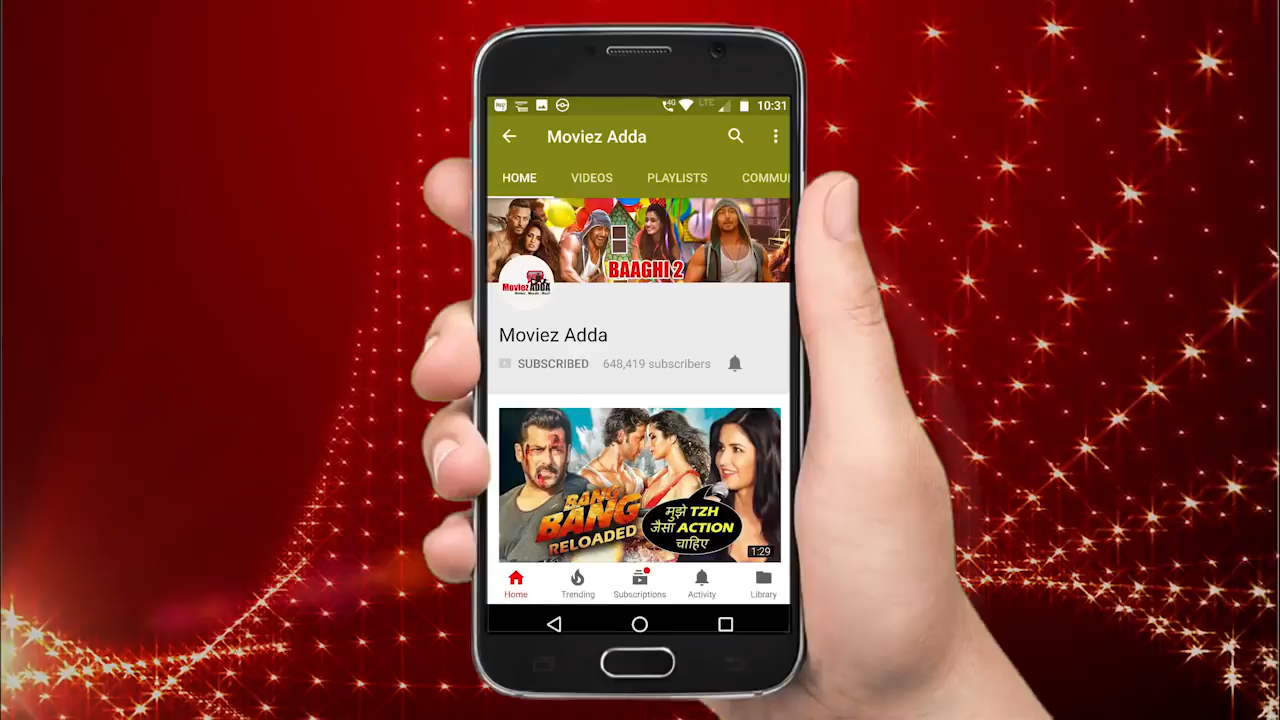 LTE 10:31
Moviez Adda
HOME VIDEOS PLAYLISTS COMMU
BAAGHI 2
Moviez ADDA
Moviez Adda
SUBSCRIBED 648,419 subscribers
BANG
BANG
RELOADED
मुझे TZH
जैसा ACTION
चाहिए
1:29
Home Trending Subscriptions Activity Library